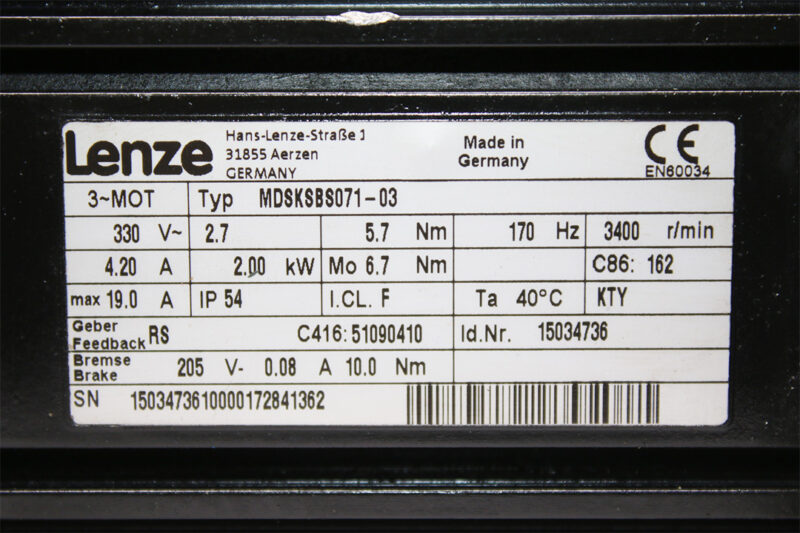 Lenze
Hans-Lenze-Straße 1
31855 Aerzen
GERMANY
Made in
Germany
CE
EN60034
3~MOT Typ MDSKSBS071-03
330 V~ 2.7 5.7 Nm 170 Hz 3400 r/min
4.20 A 2.00 kW Mo 6.7 Nm C86: 162
max 19.0 A IP 54 I.CL. F Ta 40°C KTY
Geber
Feedback RS C416: 51090410 Id.Nr. 15034736
Bremse
Brake 205 V- 0.08 A 10.0 Nm
SN 1503473610000172841362